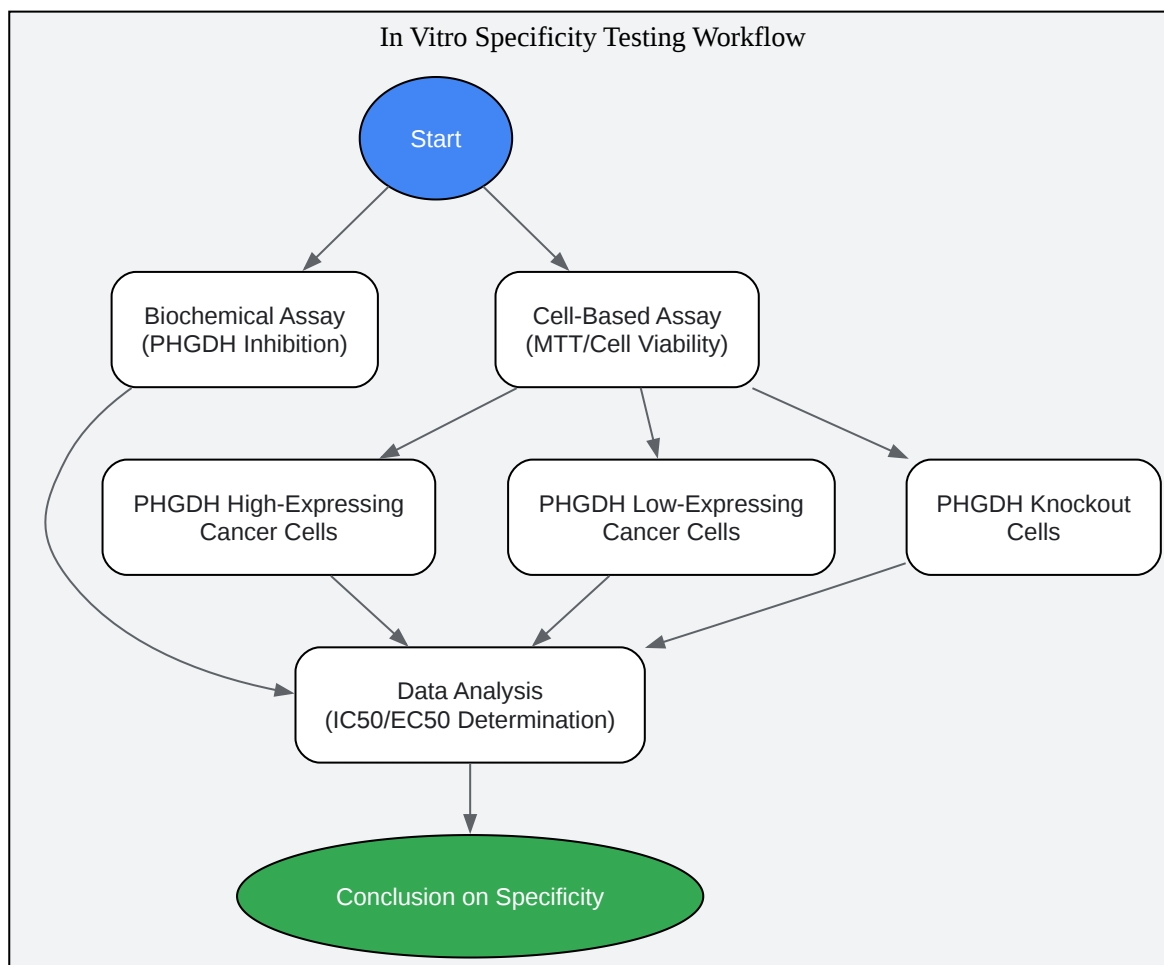 In Vitro Specificity Testing Workflow
Start
Biochemical Assay
(PHGDH Inhibition)
Cell-Based Assay
(MTT/Cell Viability)
PHGDH High-Expressing
Cancer Cells
PHGDH Low-Expressing
Cancer Cells
PHGDH Knockout
Cells
Data Analysis
(IC50/EC50 Determination)
Conclusion on Specificity